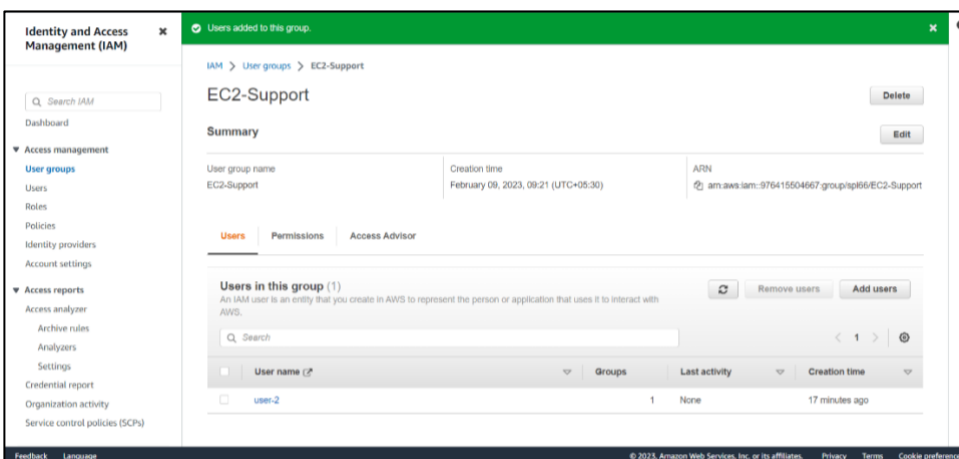 Identity and Access
Management (IAM)
Search IAM
Dashboard
Access management
User groups
Users
Roles
Policies
Identity providers
Account settings
Access reports
Access analyzer
Archive rules
Analyzers
Settings
Credential report
Organization activity
Service control policies (SCPs)
Users added to this group.
IAM > User groups > EC2-Support
EC2-Support
Delete
Summary
Edit
User group name
EC2-Support
Creation time
February 09, 2023, 09:21 (UTC+05:30)
ARN
arn:aws:iam::976415504667:group/spl66/EC2-Support
Users Permissions Access Advisor
Users in this group (1)
An IAM user is an entity that you create in AWS to represent the person or application that uses it to interact with
AWS.
Remove users
Add users
Search
1
User name Groups Last activity Creation time
user-2 1 None 17 minutes ago
Feedback Language © 2023, Amazon Web Services, Inc. or its affiliates. Privacy Terms Cookie preference